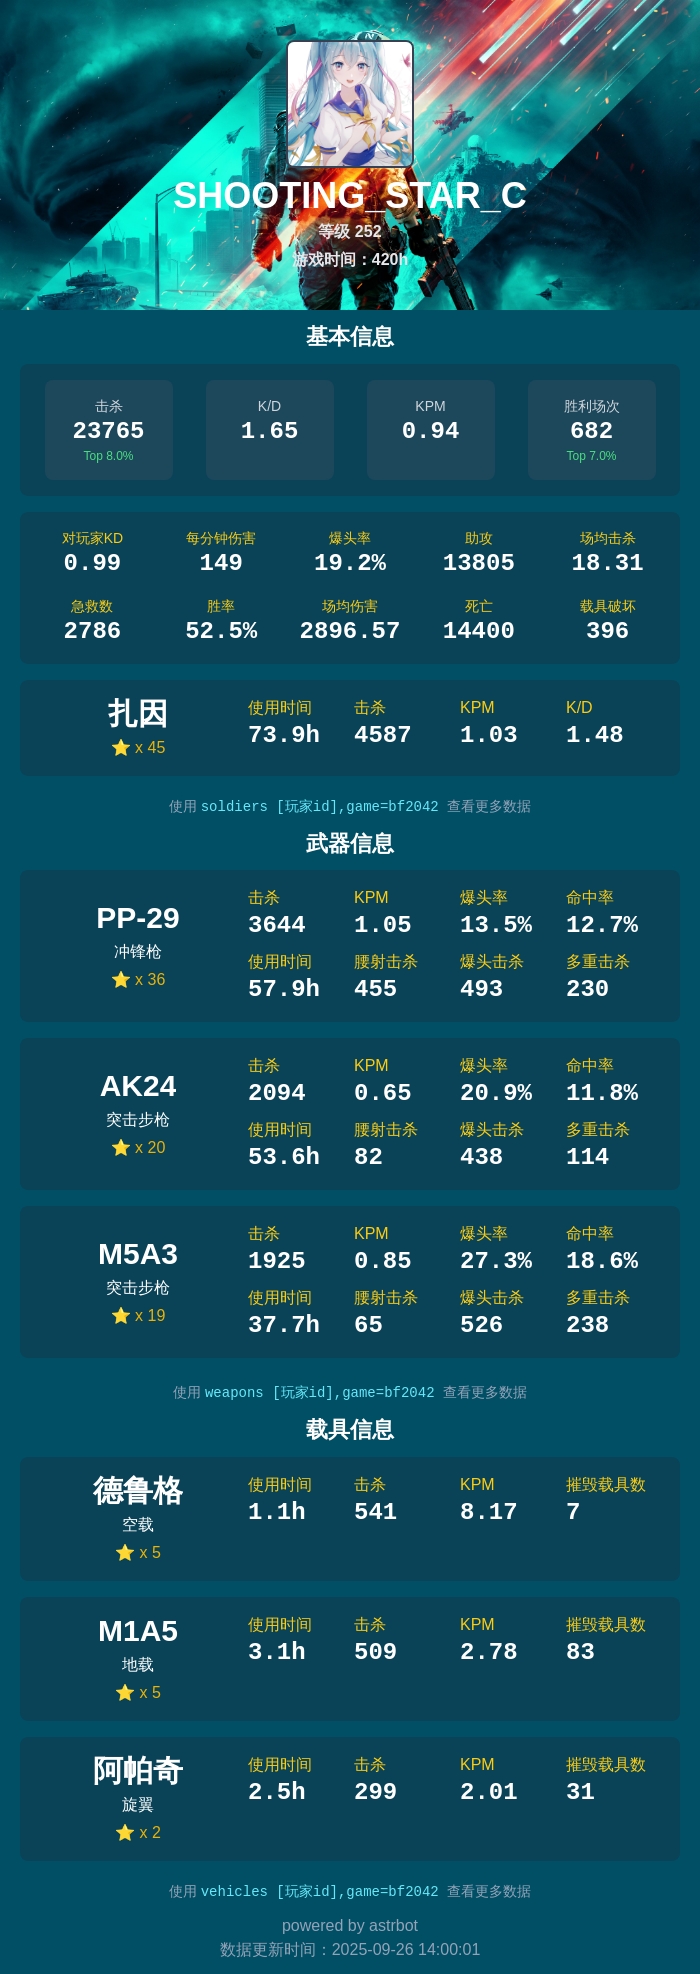 SHOOTING_STAR_C
等级 252
游戏时间：420h
基本信息
击杀 K/D KPM 胜利场次
23765 1.65 0.94 682
Top 8.0% Top 7.0%
对玩家KD 每分钟伤害 爆头率 助攻 场均击杀
0.99 149 19.2% 13805 18.31
急救数 胜率 场均伤害 死亡 载具破坏
2786 52.5% 2896.57 14400 396
扎因
⭐ x 45
使用时间 击杀 KPM K/D
73.9h 4587 1.03 1.48
使用 soldiers [玩家id],game=bf2042 查看更多数据
武器信息
PP-29
冲锋枪
⭐ x 36
击杀 KPM 爆头率 命中率
3644 1.05 13.5% 12.7%
使用时间 腰射击杀 爆头击杀 多重击杀
57.9h 455 493 230
AK24
突击步枪
⭐ x 20
击杀 KPM 爆头率 命中率
2094 0.65 20.9% 11.8%
使用时间 腰射击杀 爆头击杀 多重击杀
53.6h 82 438 114
M5A3
突击步枪
⭐ x 19
击杀 KPM 爆头率 命中率
1925 0.85 27.3% 18.6%
使用时间 腰射击杀 爆头击杀 多重击杀
37.7h 65 526 238
使用 weapons [玩家id],game=bf2042 查看更多数据
载具信息
德鲁格
空载
⭐ x 5
使用时间 击杀 KPM 摧毁载具数
1.1h 541 8.17 7
M1A5
地载
⭐ x 5
使用时间 击杀 KPM 摧毁载具数
3.1h 509 2.78 83
阿帕奇
旋翼
⭐ x 2
使用时间 击杀 KPM 摧毁载具数
2.5h 299 2.01 31
使用 vehicles [玩家id],game=bf2042 查看更多数据
powered by astrbot
数据更新时间：2025-09-26 14:00:01